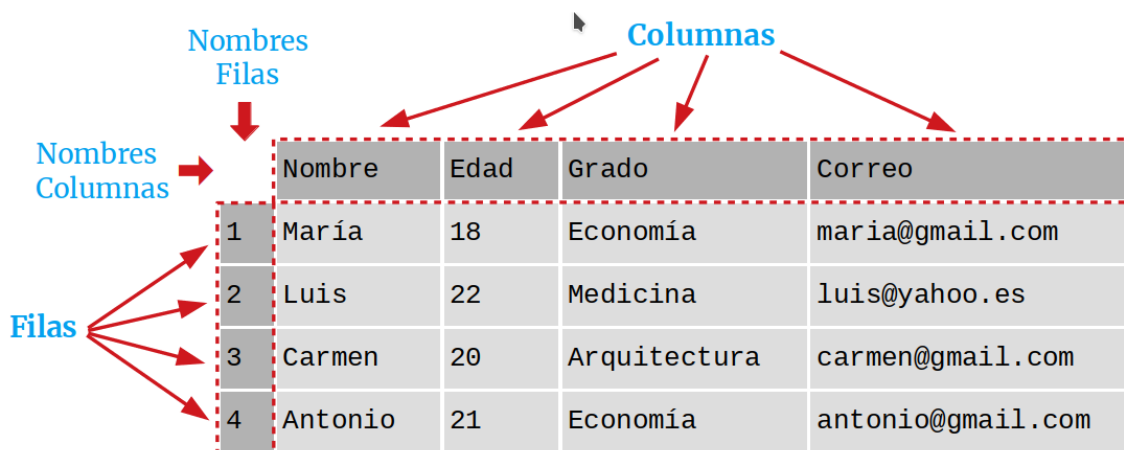 Nombres
Filas
Columnas
Nombres
Columnas
Nombre Edad Grado Correo
1 María 18 Economía maria@gmail.com
2 Luis 22 Medicina luis@yahoo.es
Filas
3 Carmen 20 Arquitectura carmen@gmail.com
4 Antonio 21 Economía antonio@gmail.com